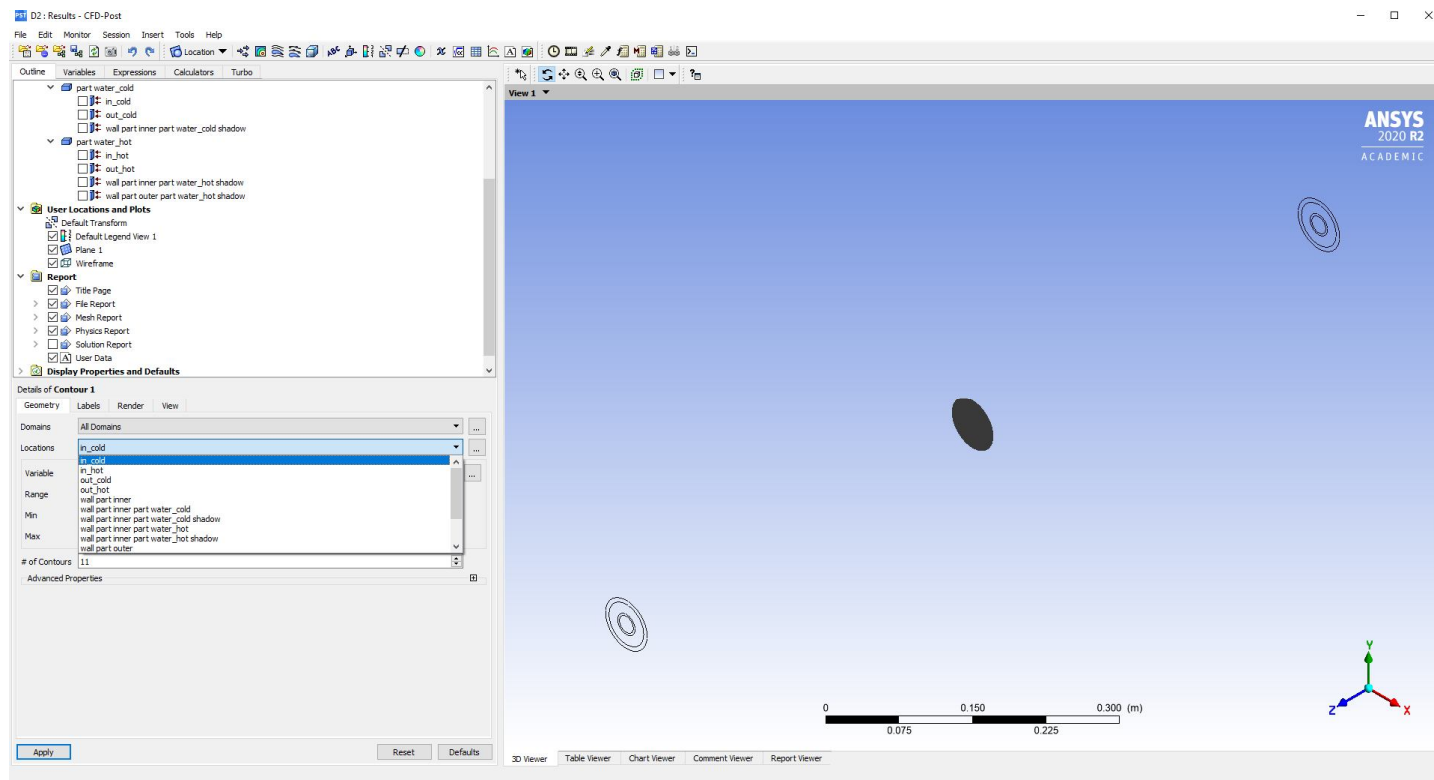 D2 : Results - CFD-Post
File Edit Monitor Session Insert Tools Help
Location
Outline Variables Expressions Calculators Turbo
part water_cold
in_cold
out_cold
wall part inner part water_cold shadow
part water_hot
in_hot
out_hot
wall part inner part water_hot shadow
wall part outer part water_hot shadow
User Locations and Plots
Default Transform
Default Legend View 1
Plane 1
Wireframe
Report
Title Page
File Report
Mesh Report
Physics Report
Solution Report
User Data
Display Properties and Defaults
Details of Contour 1
Geometry Labels Render View
Domains All Domains ...
Locations in_cold ...
in_cold
Variable in_hot ...
out_cold
Range out_hot
wall part inner
Min wall part inner part water_cold
wall part inner part water_cold shadow
wall part inner part water_hot
Max wall part inner part water_hot shadow
wall part outer
# of Contours 11
Advanced Properties
Apply Reset Defaults
View 1
ANSYS
2020 R2
ACADEMIC
Y
Z X
0 0.150 0.300 (m)
0.075 0.225
3D Viewer Table Viewer Chart Viewer Comment Viewer Report Viewer